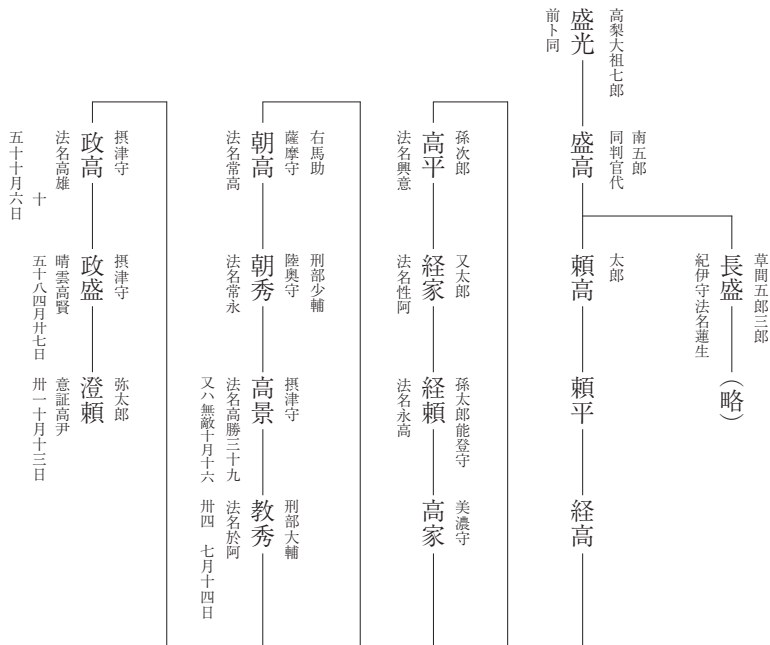 高梨大祖七郎
盛光
前ト同
南五郎
同判官代
盛高
草間五郎三郎
長盛
紀伊守法名蓮生
（略）
太郎
頼高
頼平
経高
孫次郎
高平
法名興意
又太郎
経家
法名性阿
孫太郎能登守
経頼
法名永高
美濃守
高家
右馬助
薩摩守
朝高
法名常高
刑部少輔
陸奥守
朝秀
法名常永
摂津守
高景
法名高勝三十九
又ハ無敵十月十六
刑部大輔
教秀
法名於阿
卅四　七月十四日
摂津守
政高
法名高雄
十
五十十月六日
摂津守
政盛
晴雲高賢
五十八四月廿七日
弥太郎
澄頼
意証高尹
卅一十月十三日